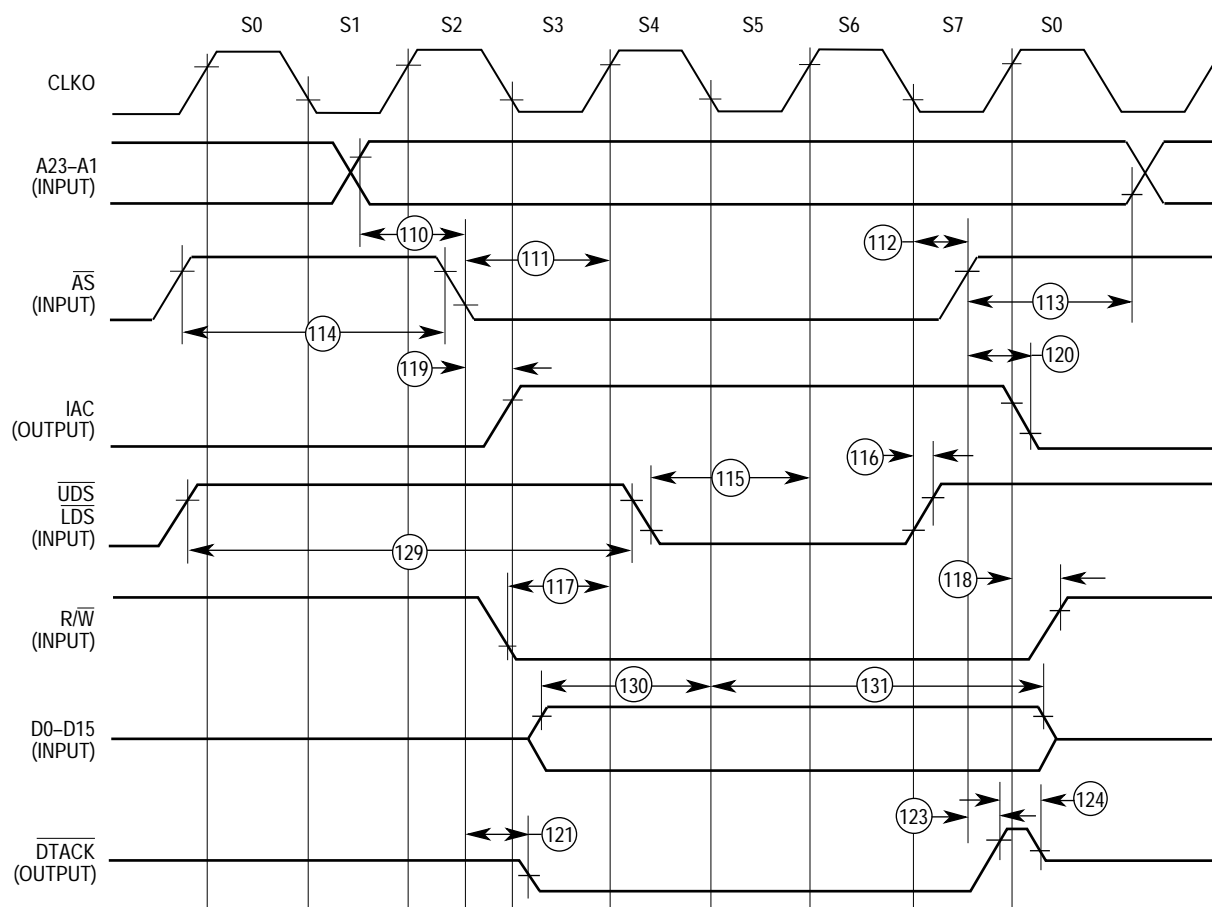 S0 S1 S2 S3 S4 S5 S6 S7 S0
CLKO
A23–A1
(INPUT)
110
112
111
AS
(INPUT)
113
114
120
119
IAC
(OUTPUT)
116
115
UDS
LDS
(INPUT)
129
118
117
R/W
(INPUT)
130
131
D0–D15
(INPUT)
124
123
121
DTACK
(OUTPUT)